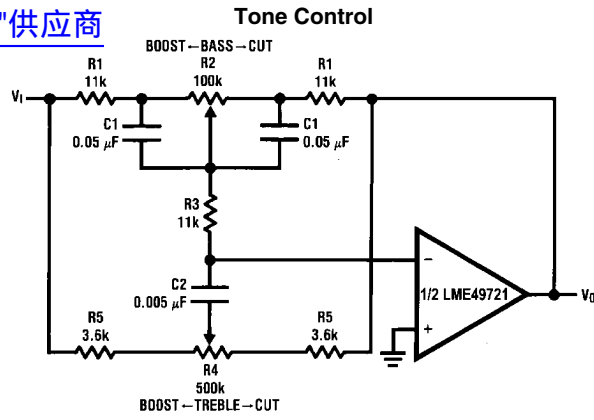 "供应商
Tone Control
BOOST←BASS→CUT
R1
11k
R2
100k
R1
11k
VI
C1
0.05 µF
C1
0.05 µF
R3
11k
C2
0.005 µF
−
+
1/2 LME49721
VO
R5
3.6k
R5
3.6k
R4
500k
BOOST←TREBLE→CUT